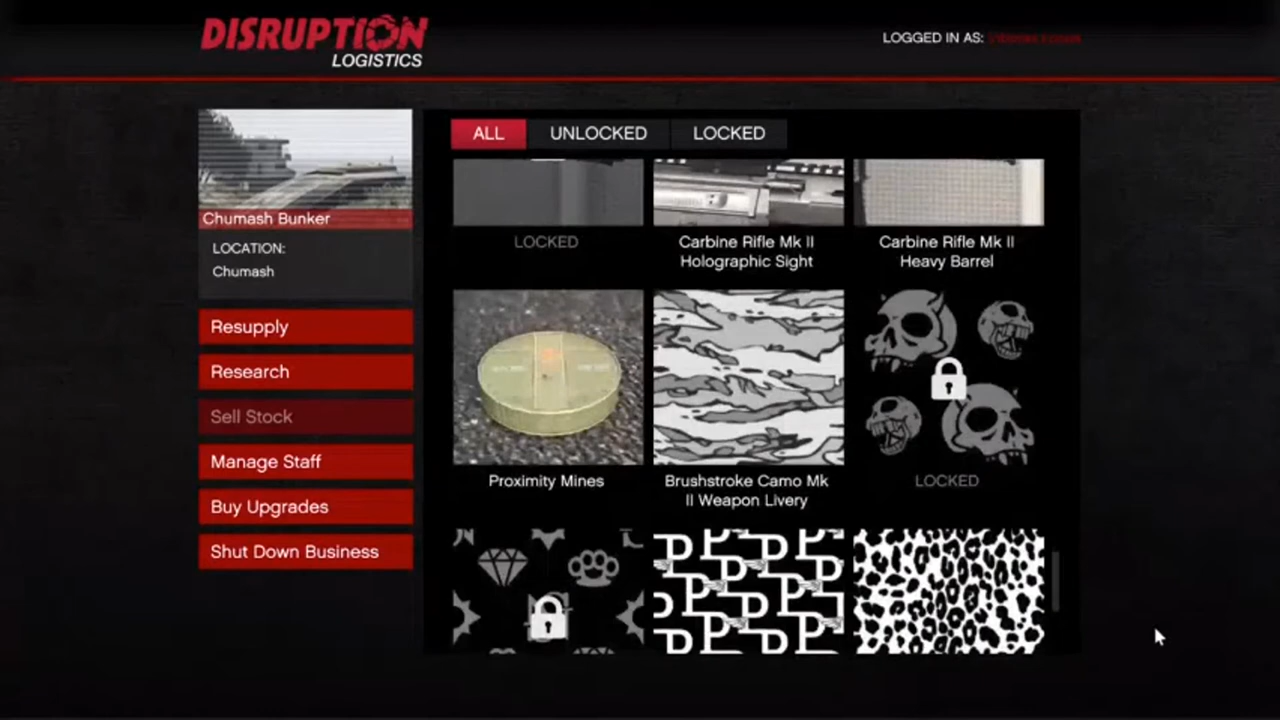 DISRUPTION
LOGISTICS
LOGGED IN AS:
Chumash Bunker
LOCATION:
Chumash
Resupply
Research
Sell Stock
Manage Staff
Buy Upgrades
Shut Down Business
ALL
UNLOCKED
LOCKED
LOCKED
Carbine Rifle Mk II
Holographic Sight
Carbine Rifle Mk II
Heavy Barrel
Proximity Mines
Brushstroke Camo Mk
II Weapon Livery
LOCKED